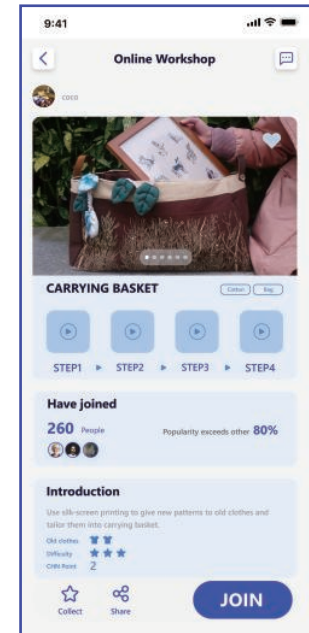 9:41
Online Workshop
coco
CARRYING BASKET
Cotton
Bag
STEP1
STEP2
STEP3
STEP4
Have joined
260 People
Popularity exceeds other 80%
Introduction
Use silk-screen printing to give new patterns to old clothes and
tailor them into carrying basket.
Old clothes
Difficulty
Point 2
Collect
Share
JOIN